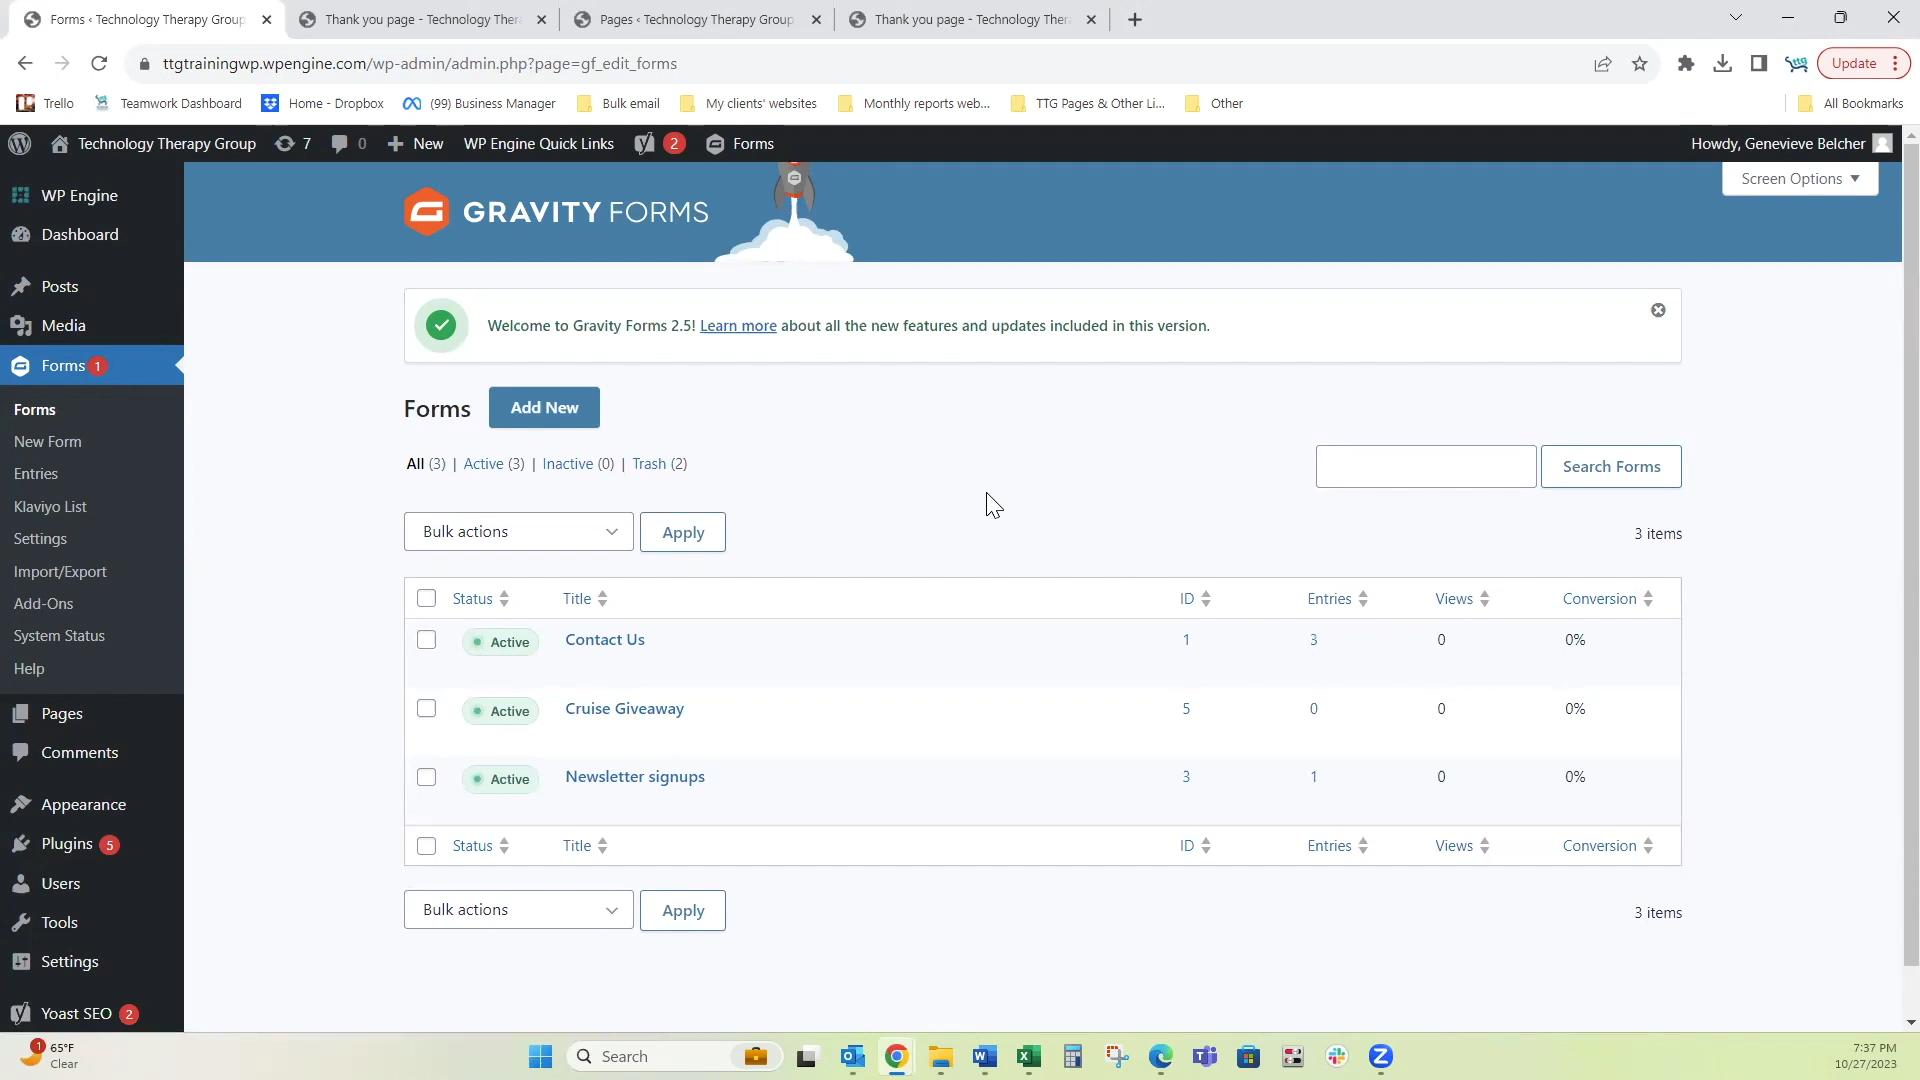 Forms ‹ Technology Therapy Group
Thank you page - Technology Thera
Pages ‹ Technology Therapy Group
Thank you page - Technology Thera
ttgtrainingwp.wpengine.com/wp-admin/admin.php?page=gf_edit_forms
ttg
Update
Trello
Teamwork Dashboard
Home - Dropbox
(99) Business Manager
Bulk email
My clients' websites
Monthly reports web...
TTG Pages & Other Li...
Other
All Bookmarks
Technology Therapy Group
7
0
New
WP Engine Quick Links
2
Forms
Howdy, Genevieve Belcher
WP Engine
Dashboard
Posts
Media
Forms 1
Forms
New Form
Entries
Klaviyo List
Settings
Import/Export
Add-Ons
System Status
Help
Pages
Comments
Appearance
Plugins 5
Users
Tools
Settings
Yoast SEO 2
Screen Options
GRAVITY FORMS
Welcome to Gravity Forms 2.5! Learn more about all the new features and updates included in this version.
Forms
Add New
All (3) | Active (3) | Inactive (0) | Trash (2)
Search Forms
Bulk actions
Apply
3 items
Status Title ID Entries Views Conversion
Active Contact Us 1 3 0 0%
Active Cruise Giveaway 5 0 0 0%
Active Newsletter signups 3 1 0 0%
Status Title ID Entries Views Conversion
Bulk actions
Apply
3 items
1
65°F
Clear
Search
7:37 PM
10/27/2023